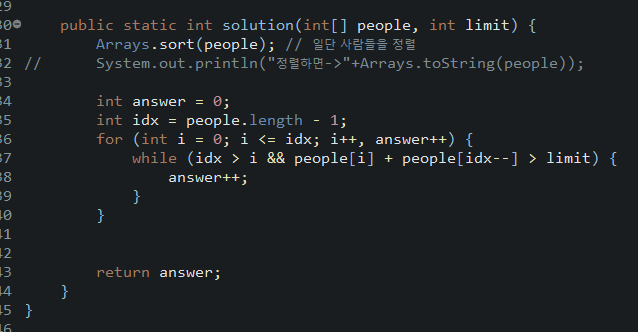 29
30 public static int solution(int[] people, int limit) {
31 Arrays.sort(people); // 일단 사람들을 정렬
32 // System.out.println("정렬하면->"+Arrays.toString(people));
33
34 int answer = 0;
35 int idx = people.length - 1;
36 for (int i = 0; i <= idx; i++, answer++) {
37 while (idx > i && people[i] + people[idx--] > limit) {
38 answer++;
39 }
40 }
41
42
43 return answer;
44 }
45 }
46